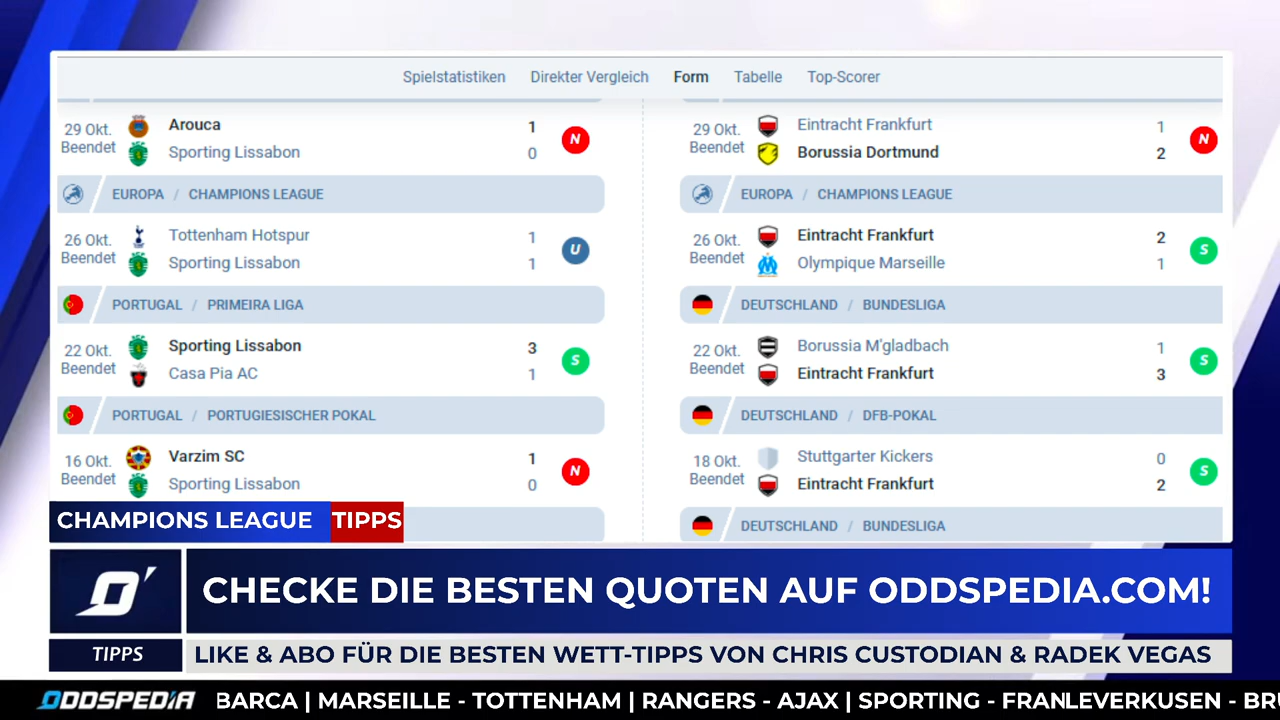 Spielstatistiken Direkter Vergleich Form Tabelle Top-Scorer
29 Okt. Beendet
Arouca 1
Sporting Lissabon 0
N
EUROPA / CHAMPIONS LEAGUE
26 Okt. Beendet
Tottenham Hotspur 1
Sporting Lissabon 1
U
PORTUGAL / PRIMEIRA LIGA
22 Okt. Beendet
Sporting Lissabon 3
Casa Pia AC 1
S
PORTUGAL / PORTUGIESISCHER POKAL
16 Okt. Beendet
Varzim SC 1
Sporting Lissabon 0
N
29 Okt. Beendet
Eintracht Frankfurt 1
Borussia Dortmund 2
N
EUROPA / CHAMPIONS LEAGUE
26 Okt. Beendet
Eintracht Frankfurt 2
Olympique Marseille 1
S
DEUTSCHLAND / BUNDESLIGA
22 Okt. Beendet
Borussia M'gladbach 1
Eintracht Frankfurt 3
S
DEUTSCHLAND / DFB-POKAL
18 Okt. Beendet
Stuttgarter Kickers 0
Eintracht Frankfurt 2
S
DEUTSCHLAND / BUNDESLIGA
CHAMPIONS LEAGUE TIPPS
O' CHECKE DIE BESTEN QUOTEN AUF ODDSPEDIA.COM!
TIPPS LIKE & ABO FÜR DIE BESTEN WETT-TIPPS VON CHRIS CUSTODIAN & RADEK VEGAS
ODDSPEDIA BARCA | MARSEILLE - TOTTENHAM | RANGERS - AJAX | SPORTING - FRANLEVERKUSEN - BR